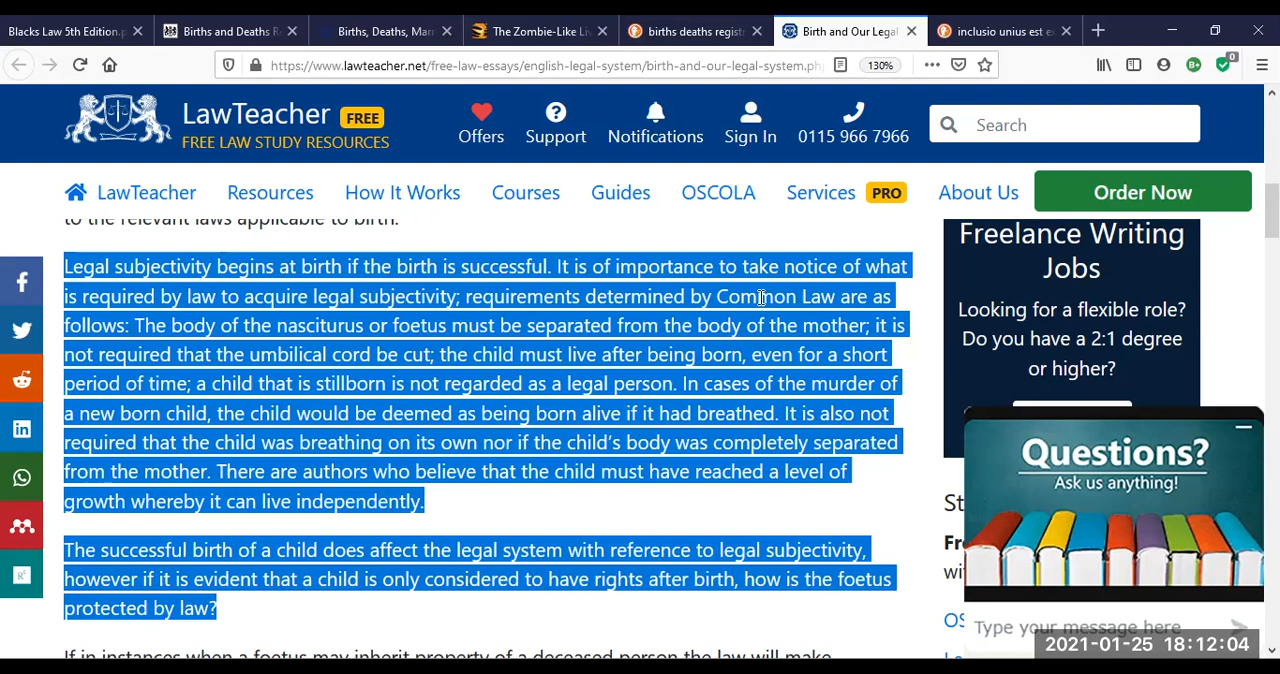 Blacks Law 5th Edition.p
Births and Deaths R
Births, Deaths, Mar
The Zombie-Like Li
births deaths regist
Birth and Our Legal
inclusio unius est e
https://www.lawteacher.net/free-law-essays/english-legal-system/birth-and-our-legal-system.ph
130%
LawTeacher FREE
FREE LAW STUDY RESOURCES
Offers
Support
Notifications
Sign In
0115 966 7966
Search
LawTeacher
Resources
How It Works
Courses
Guides
OSCOLA
Services PRO
About Us
Order Now
to the relevant laws applicable to birth.
Legal subjectivity begins at birth if the birth is successful. It is of importance to take notice of what
is required by law to acquire legal subjectivity; requirements determined by Common Law are as
follows: The body of the nasciturus or foetus must be separated from the body of the mother; it is
not required that the umbilical cord be cut; the child must live after being born, even for a short
period of time; a child that is stillborn is not regarded as a legal person. In cases of the murder of
a new born child, the child would be deemed as being born alive if it had breathed. It is also not
required that the child was breathing on its own nor if the child's body was completely separated
from the mother. There are authors who believe that the child must have reached a level of
growth whereby it can live independently.
The successful birth of a child does affect the legal system with reference to legal subjectivity,
however if it is evident that a child is only considered to have rights after birth, how is the foetus
protected by law?
If in instances when a foetus may inherit property of a deceased person the law will make
Freelance Writing
Jobs
Looking for a flexible role?
Do you have a 2:1 degree
or higher?
Questions?
Ask us anything!
Type your message here
2021-01-25 18:12:04